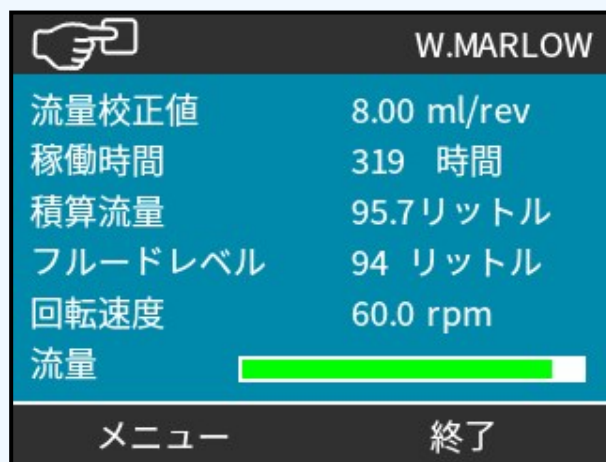 W.MARLOW
流量校正値 8.00 ml/rev
稼働時間 319 時間
積算流量 95.7リットル
フルードレベル 94 リットル
回転速度 60.0 rpm
流量
メニュー 終了